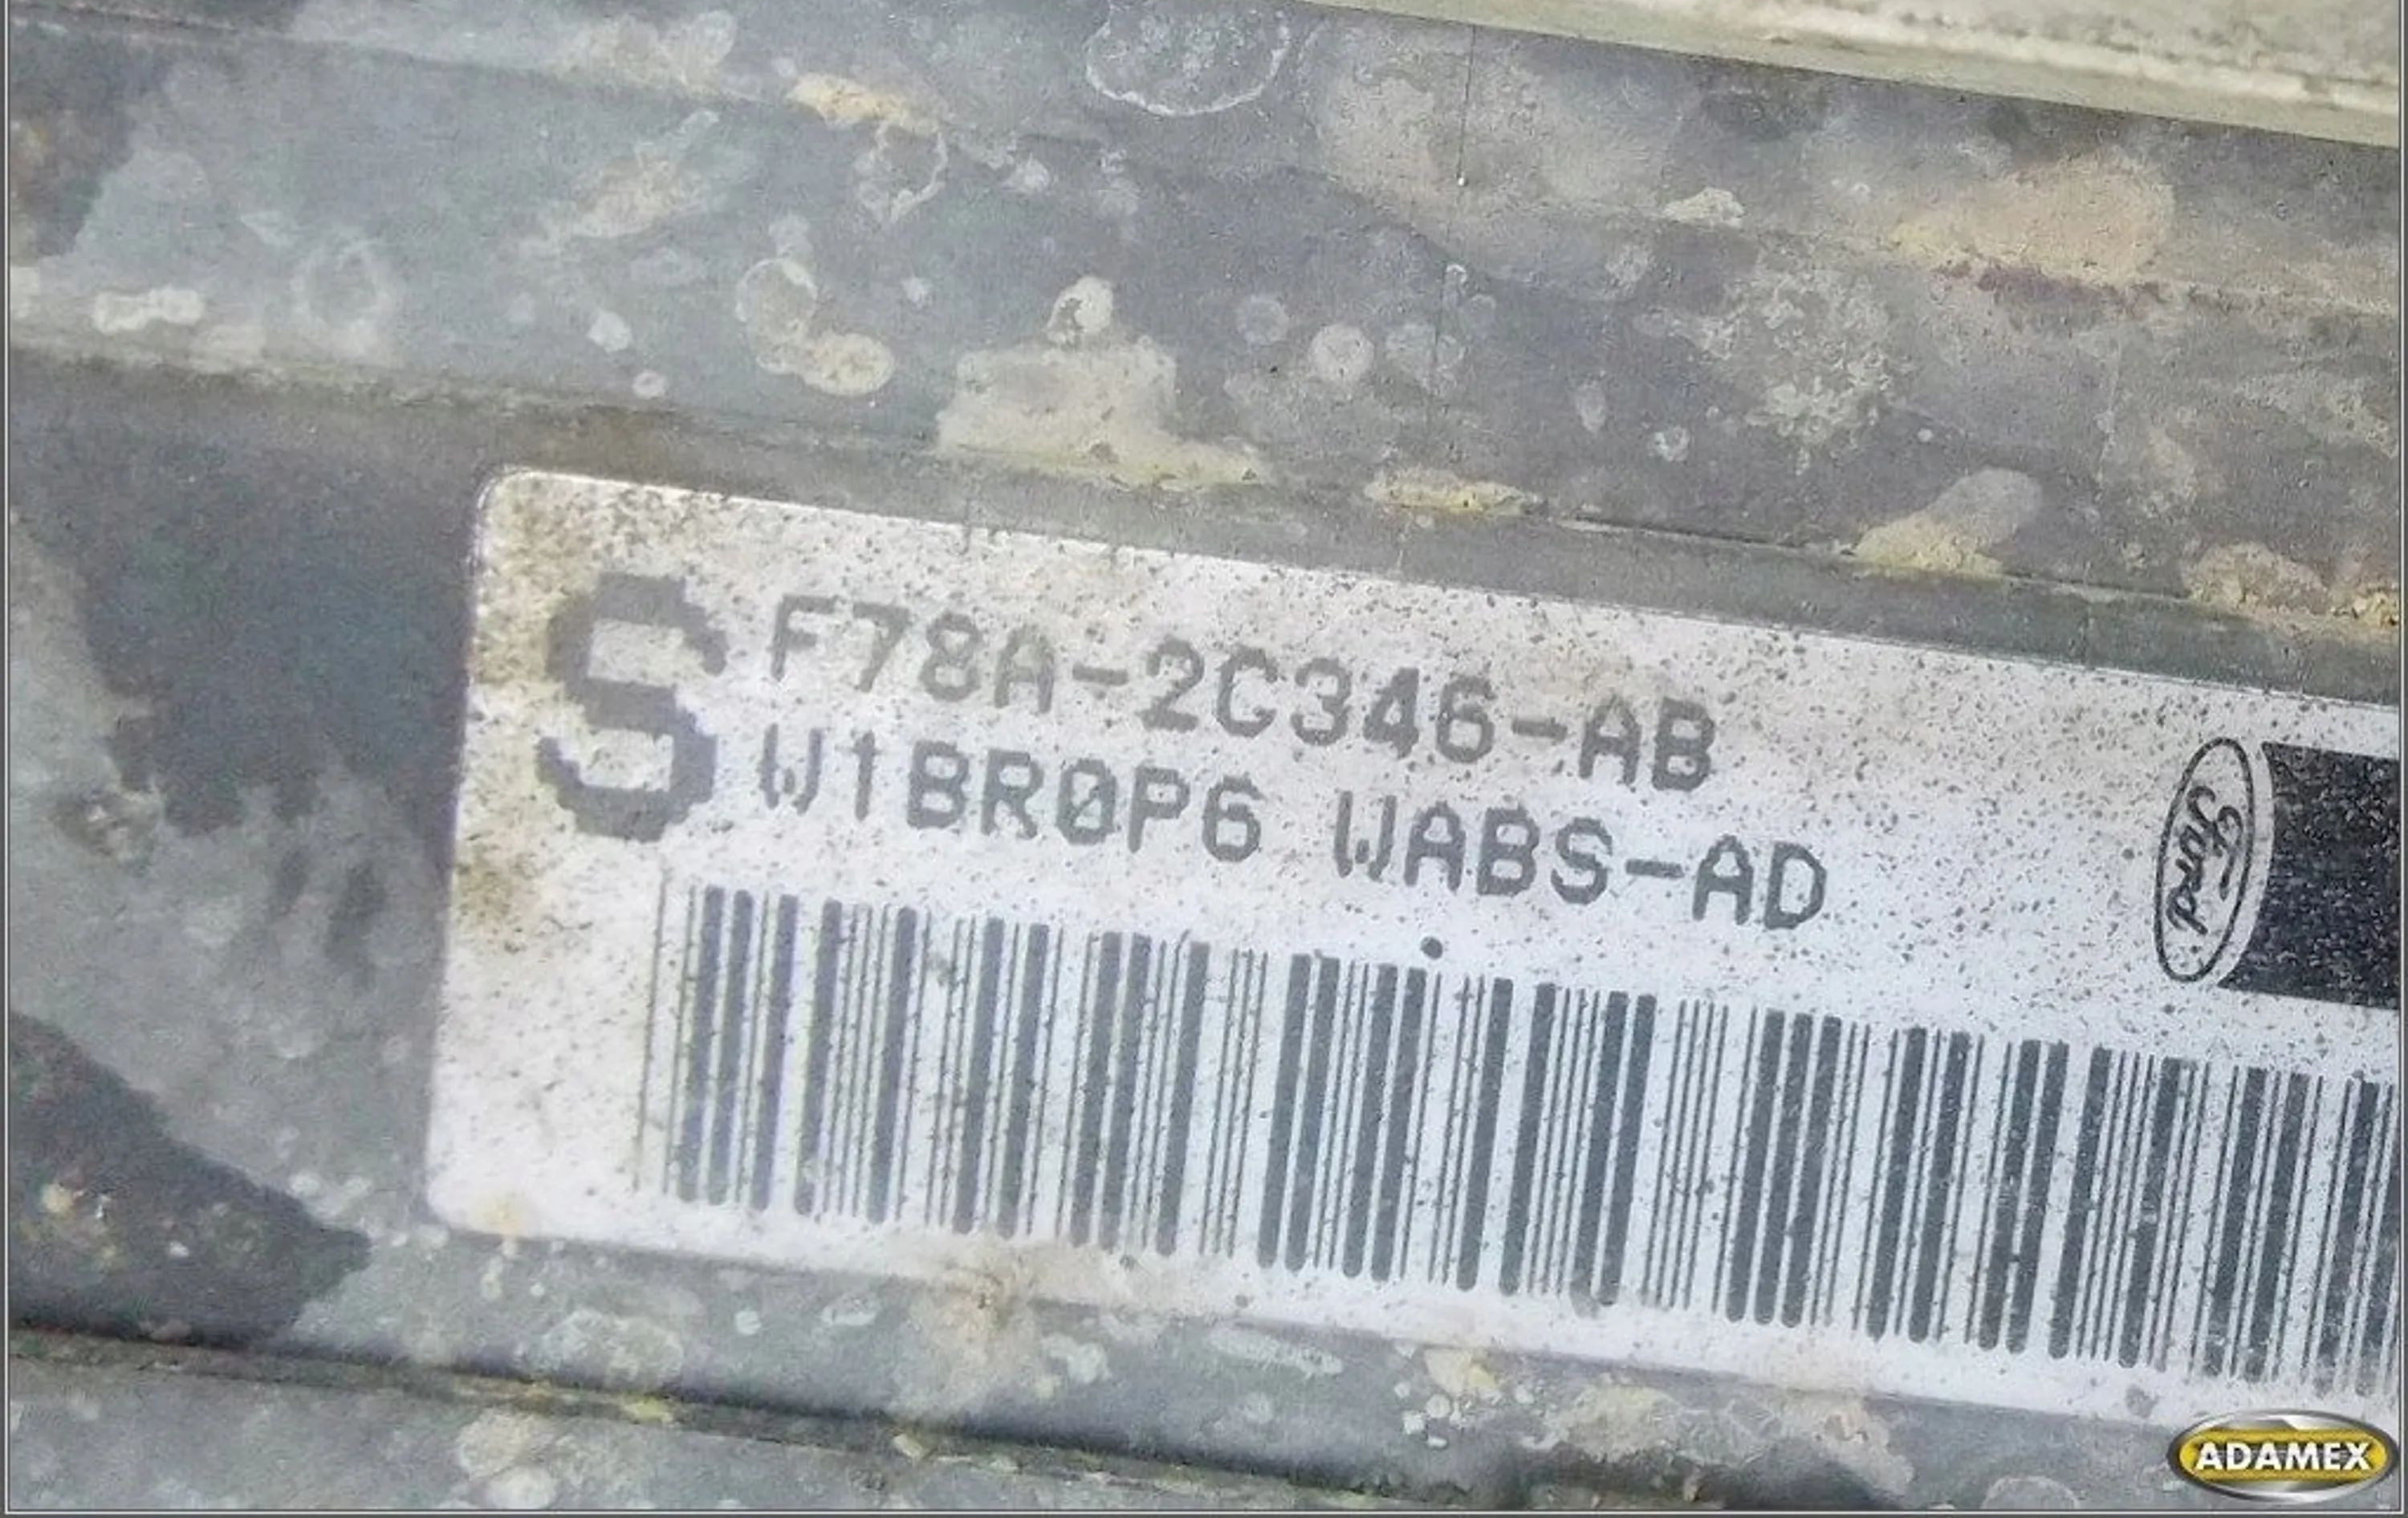 S
F78A-2C346-AB
W1BR0P6 WABS-AD
Ford
ADAMEX